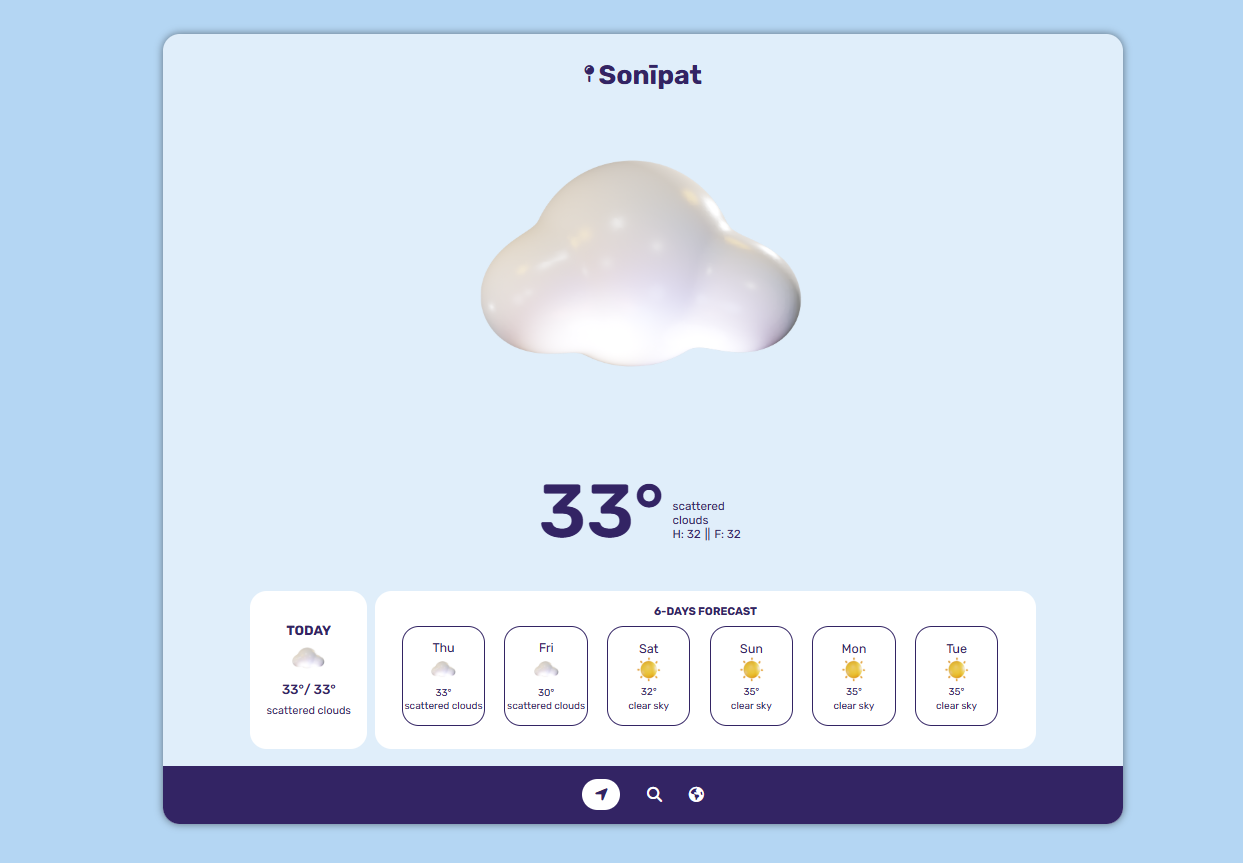 Sonīpat
33°
scattered
clouds
H: 32 || F: 32
TODAY
33°/ 33°
scattered clouds
6-DAYS FORECAST
Thu
33°
scattered clouds
Fri
30°
scattered clouds
Sat
32°
clear sky
Sun
35°
clear sky
Mon
35°
clear sky
Tue
35°
clear sky